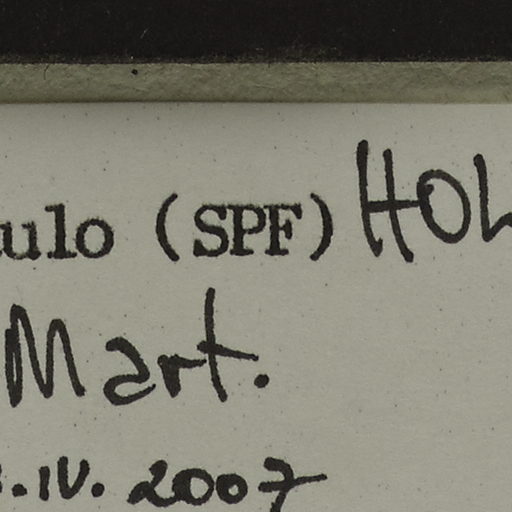 ulo (SPF) HOL
Mart.
.IV. 2007